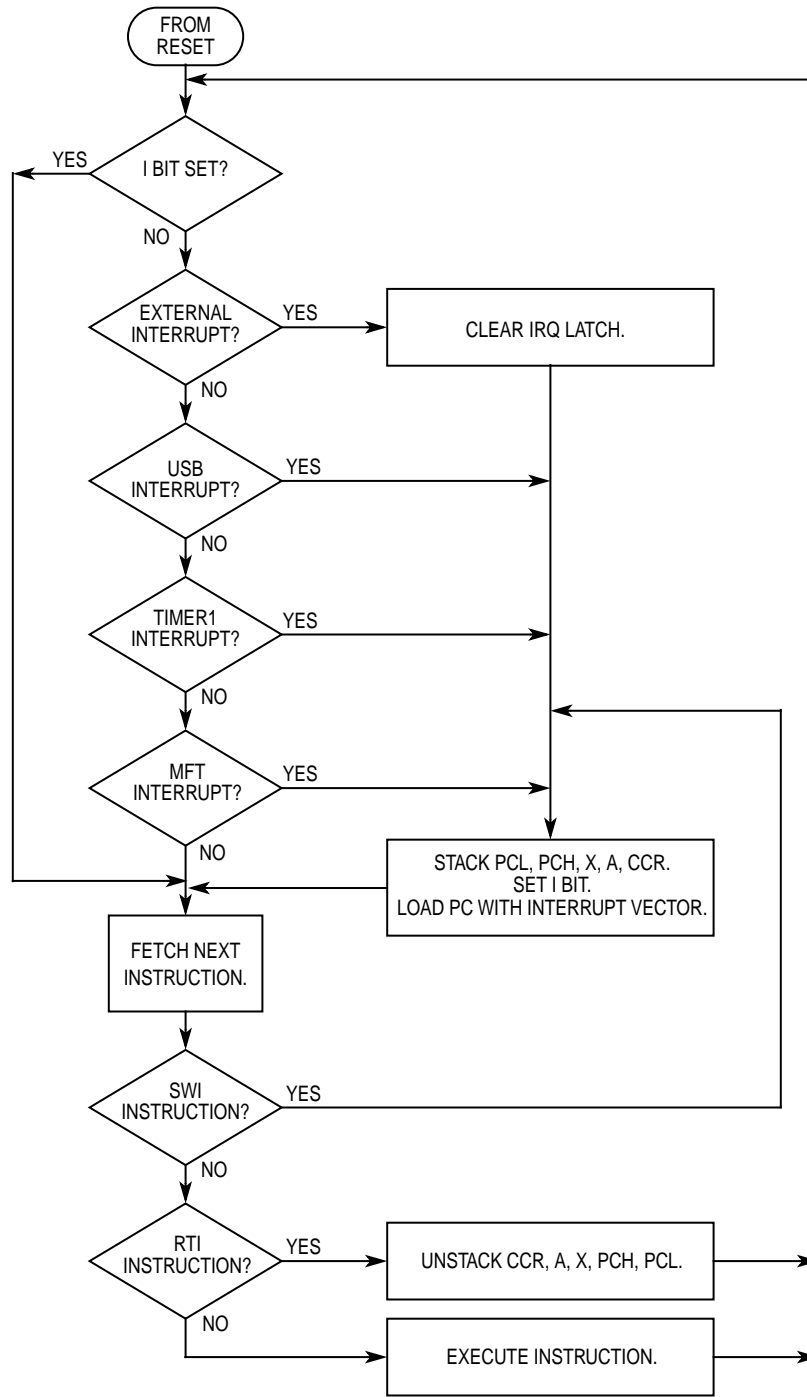 FROM
RESET
YES
I BIT SET?
NO
EXTERNAL
INTERRUPT?
YES
CLEAR IRQ LATCH.
NO
USB
INTERRUPT?
YES
NO
TIMER1
INTERRUPT?
YES
NO
MFT
INTERRUPT?
YES
NO
STACK PCL, PCH, X, A, CCR.
SET I BIT.
LOAD PC WITH INTERRUPT VECTOR.
FETCH NEXT
INSTRUCTION.
SWI
INSTRUCTION?
YES
NO
RTI
INSTRUCTION?
YES
UNSTACK CCR, A, X, PCH, PCL.
NO
EXECUTE INSTRUCTION.